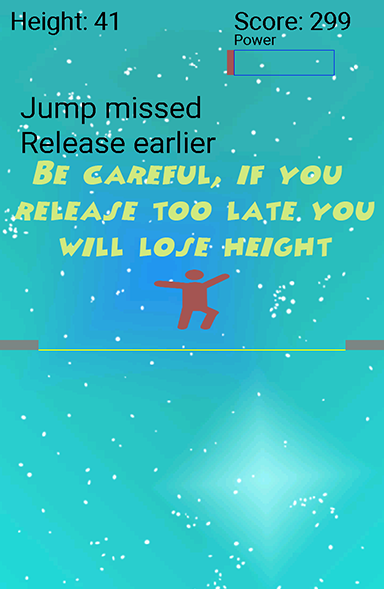 Height: 41
Score: 299
Power
Jump missed
Release earlier
BE CAREFUL, IF YOU
RELEASE TOO LATE YOU
WILL LOSE HEIGHT